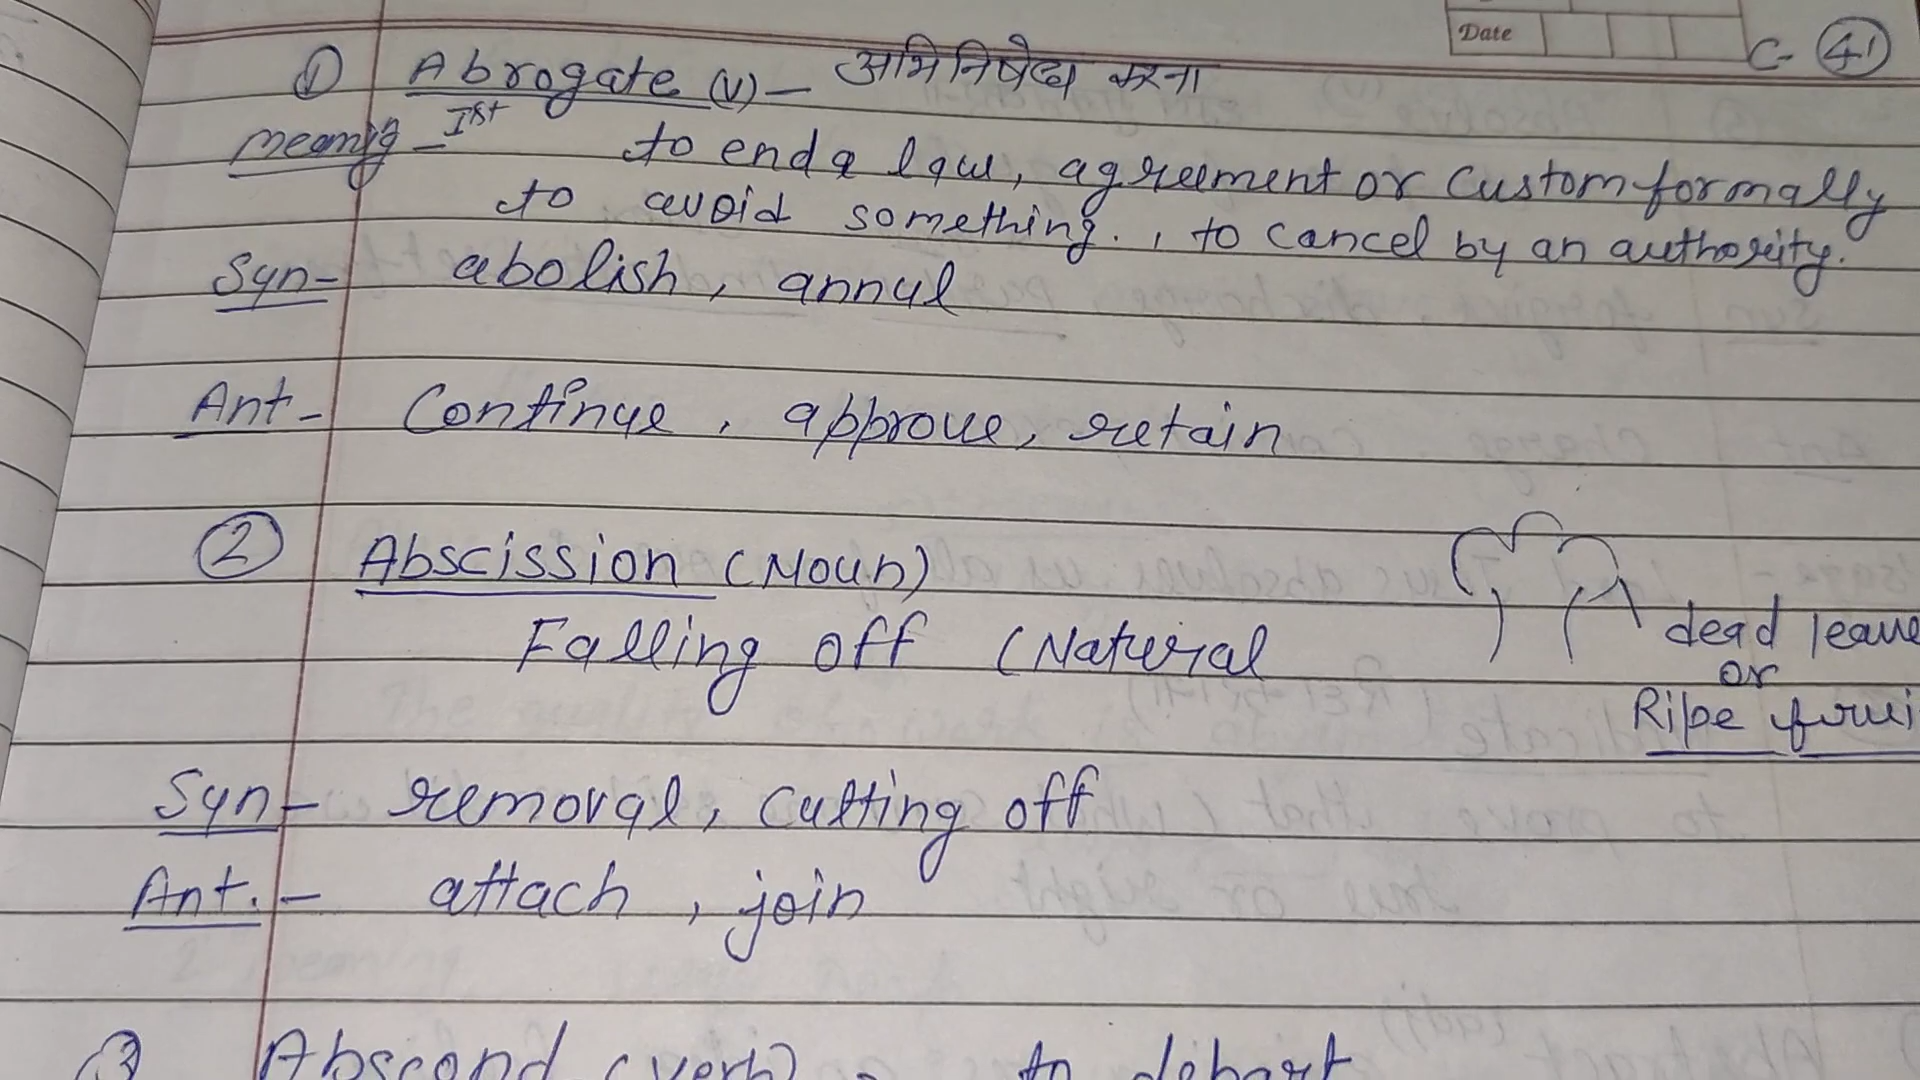 Date
C- 41
① Abrogate (v) – अभिनिषेध करना
meanig – Ist to end a law, agreement or Custom formally
to avoid something. , to cancel by an authority.
Syn- abolish, annul
Ant- Continue, approve, retain
② Abscission (Noun)
Falling off (Natural
dead leave
or
Ripe frui
Syn- removal, Cutting off
Ant. - attach, join
③ Abscond (verb) - to depart